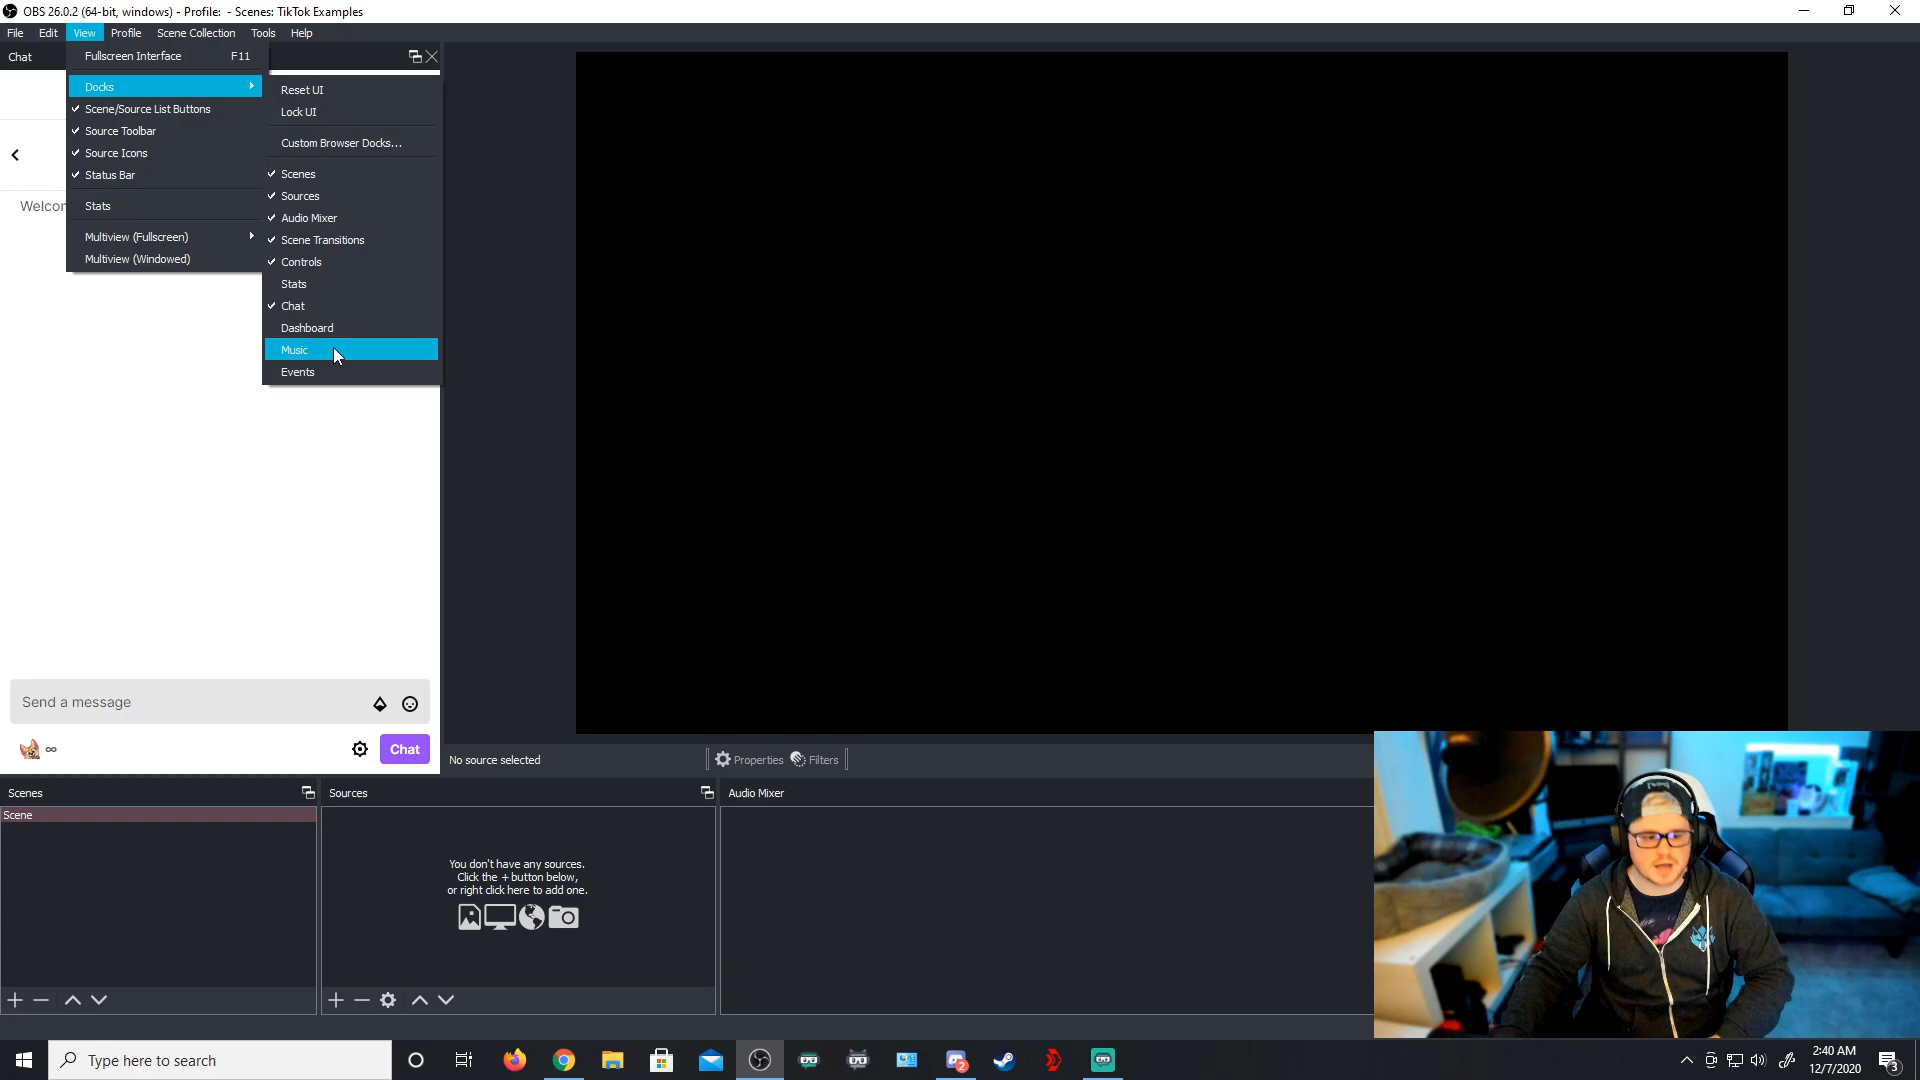 OBS 26.0.2 (64-bit, windows) - Profile:  - Scenes: TikTok Examples
File Edit View Profile Scene Collection Tools Help
Chat
Fullscreen Interface F11
Docks
Scene/Source List Buttons
Source Toolbar
Source Icons
Status Bar
Stats
Multiview (Fullscreen)
Multiview (Windowed)
Reset UI
Lock UI
Custom Browser Docks...
Scenes
Sources
Audio Mixer
Scene Transitions
Controls
Stats
Chat
Dashboard
Music
Events
Welcom
Send a message
∞
Chat
No source selected
Properties Filters
Scenes
Scene
Sources
You don't have any sources.
Click the + button below,
or right click here to add one.
Audio Mixer
Type here to search
2
2:40 AM
12/7/2020
3